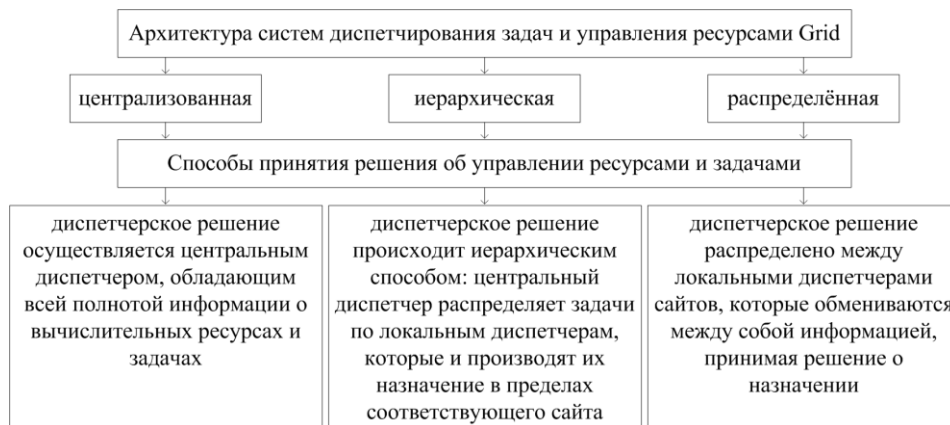 Архитектура систем диспетчирования задач и управления ресурсами Grid
централизованная
иерархическая
распределённая
Способы принятия решения об управлении ресурсами и задачами
диспетчерское решение
осуществляется центральным
диспетчером, обладающим
всей полнотой информации о
вычислительных ресурсах и
задачах
диспетчерское решение
происходит иерархическим
способом: центральный
диспетчер распределяет задачи
по локальным диспетчерам,
которые и производят их
назначение в пределах
соответствующего сайта
диспетчерское решение
распределено между
локальными диспетчерами
сайтов, которые обмениваются
между собой информацией,
принимая решение о
назначении